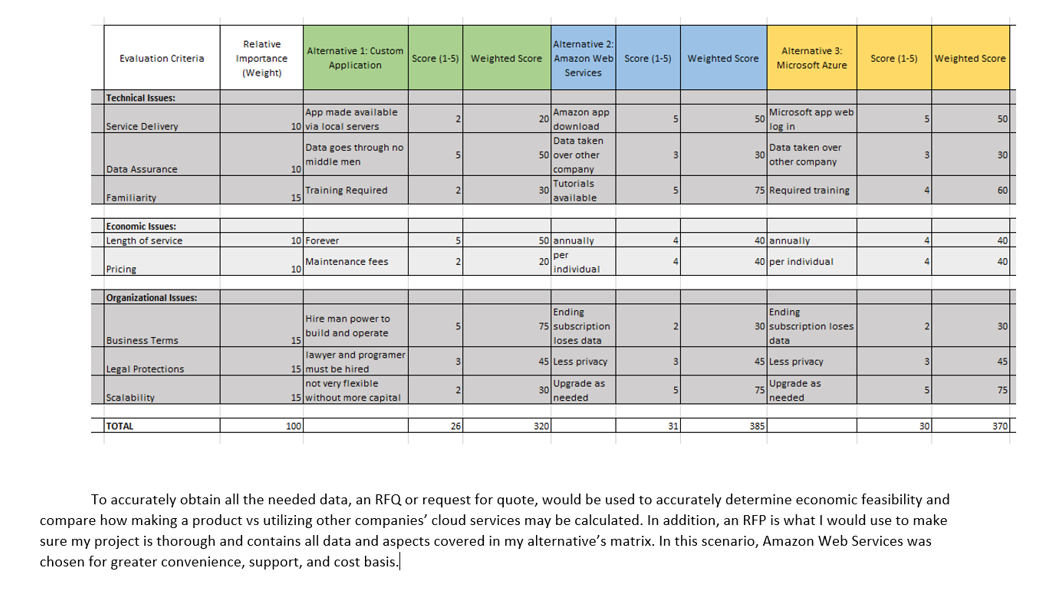 Evaluation Criteria Relative Importance (Weight) Alternative 1: Custom Application Score (1-5) Weighted Score Alternative 2: Amazon Web Services Score (1-5) Weighted Score Alternative 3: Microsoft Azure Score (1-5) Weighted Score
Technical Issues:
Service Delivery 10 App made available via local servers 2 20 Amazon app download 5 50 Microsoft app web log in 5 50
Data Assurance 10 Data goes through no middle men 5 50 Data taken over other company 3 30 Data taken over other company 3 30
Familiarity 15 Training Required 2 30 Tutorials available 5 75 Required training 4 60
Economic Issues:
Length of service 10 Forever 5 50 annually 4 40 annually 4 40
Pricing 10 Maintenance fees 2 20 per individual 4 40 per individual 4 40
Organizational Issues:
Business Terms 15 Hire man power to build and operate 5 75 Ending subscription loses data 2 30 Ending subscription loses data 2 30
Legal Protections 15 lawyer and programer must be hired 3 45 Less privacy 3 45 Less privacy 3 45
Scalability 15 not very flexible without more capital 2 30 Upgrade as needed 5 75 Upgrade as needed 5 75
TOTAL 100 26 320 31 385 30 370
To accurately obtain all the needed data, an RFQ or request for quote, would be used to accurately determine economic feasibility and
compare how making a product vs utilizing other companies’ cloud services may be calculated. In addition, an RFP is what I would use to make
sure my project is thorough and contains all data and aspects covered in my alternative’s matrix. In this scenario, Amazon Web Services was
chosen for greater convenience, support, and cost basis.